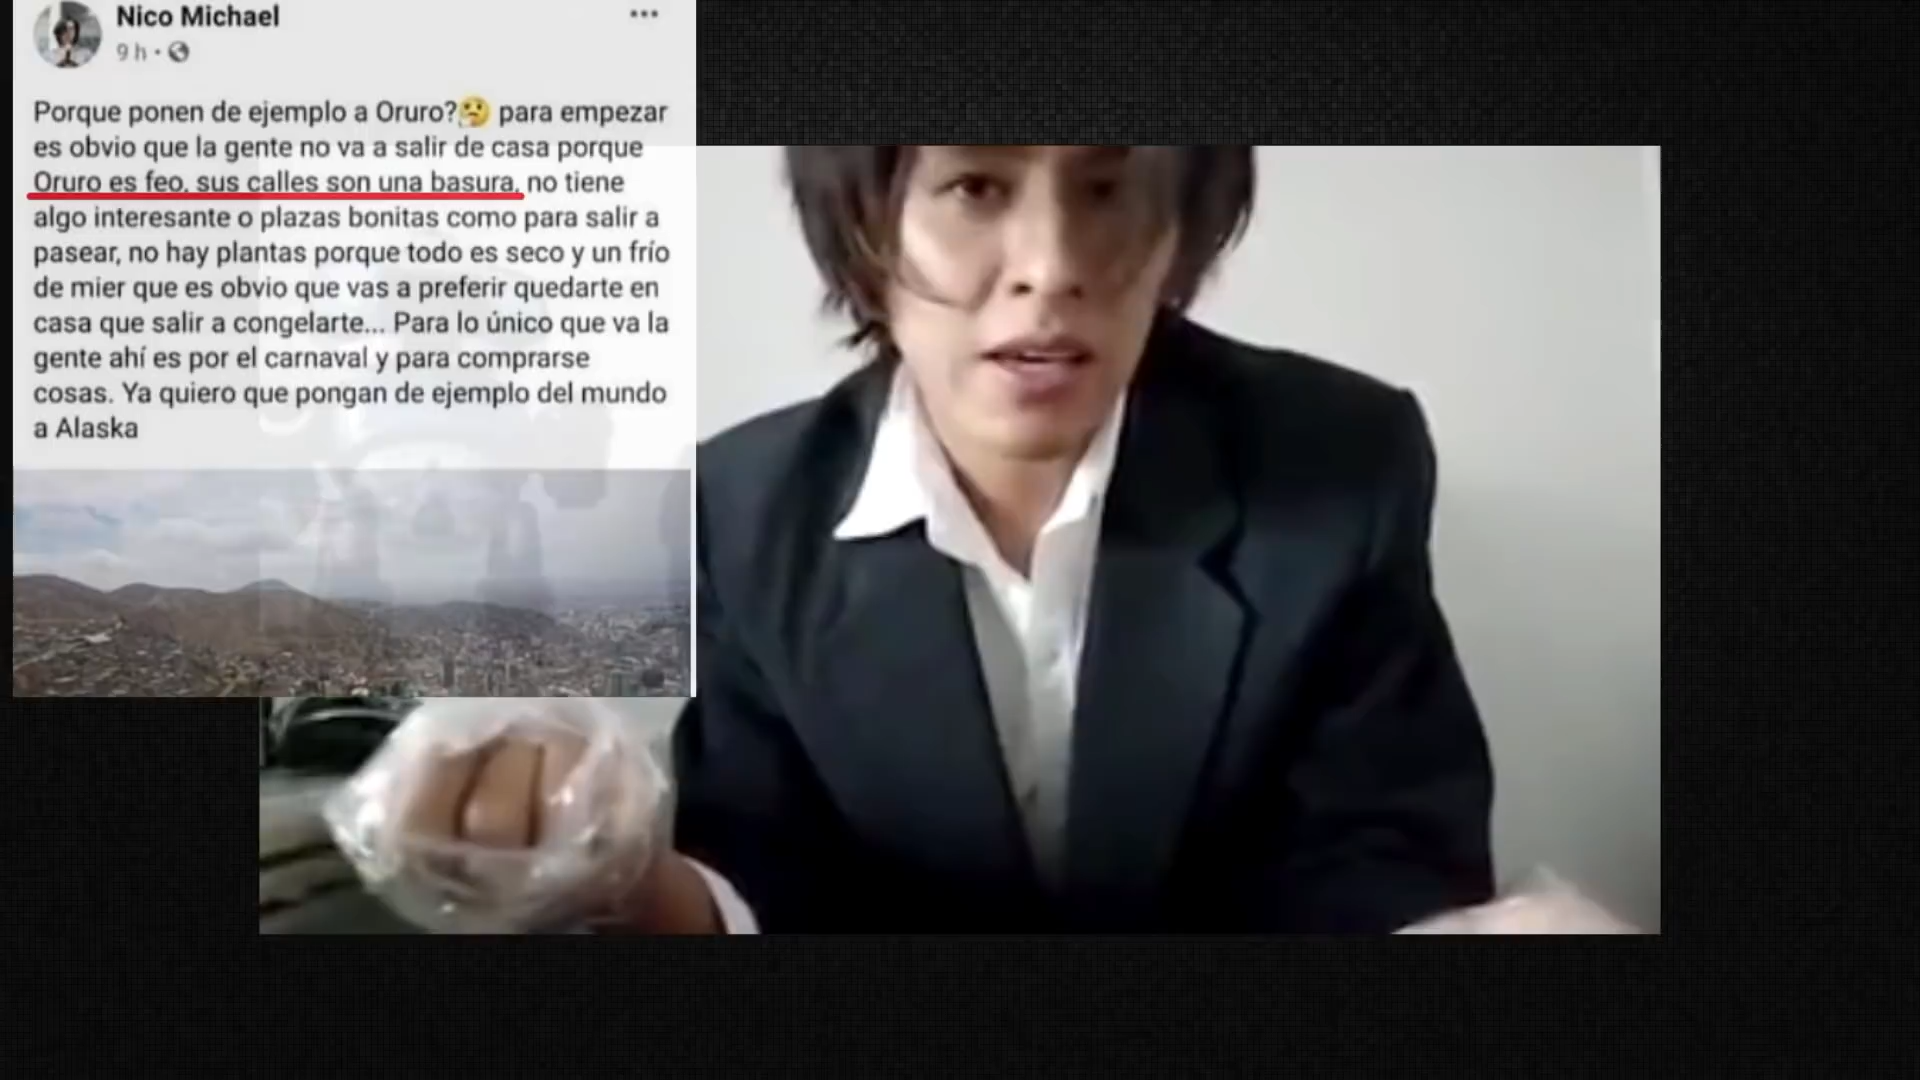 Nico Michael
9 h
Porque ponen de ejemplo a Oruro?🤔 para empezar
es obvio que la gente no va a salir de casa porque
Oruro es feo, sus calles son una basura, no tiene
algo interesante o plazas bonitas como para salir a
pasear, no hay plantas porque todo es seco y un frío
de mier que es obvio que vas a preferir quedarte en
casa que salir a congelarte... Para lo único que va la
gente ahí es por el carnaval y para comprarse
cosas. Ya quiero que pongan de ejemplo del mundo
a Alaska